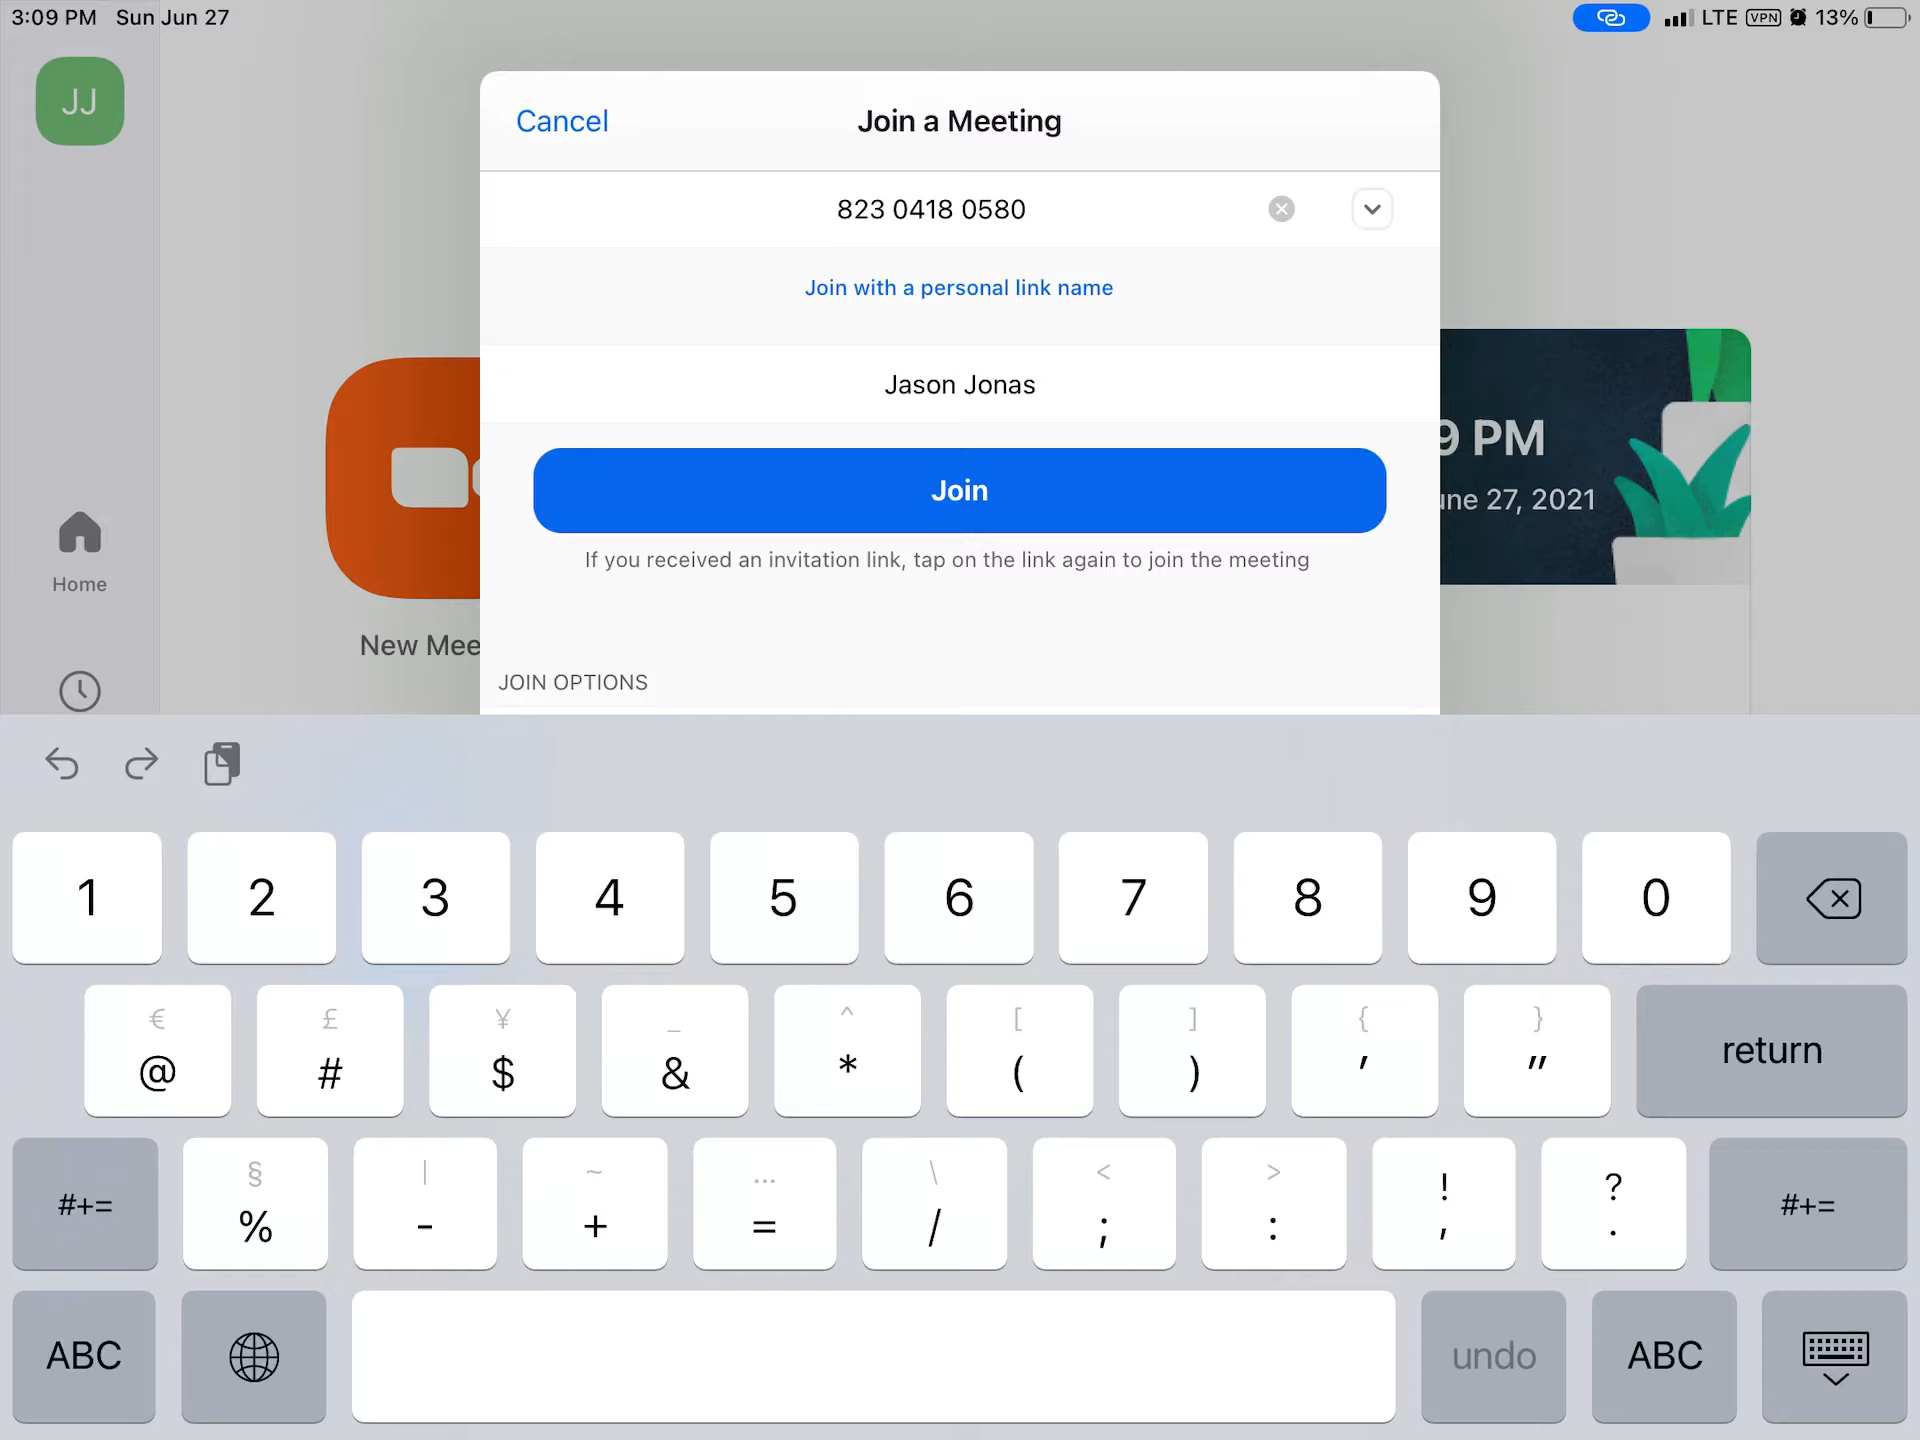 3:09 PM Sun Jun 27
LTE VPN 13%
JJ
Cancel
Join a Meeting
823 0418 0580
Join with a personal link name
Jason Jonas
Join
If you received an invitation link, tap on the link again to join the meeting
JOIN OPTIONS
9 PM
une 27, 2021
Home
New Mee
1 2 3 4 5 6 7 8 9 0
€ £ ¥ _ ^ [ ] { }
@ # $ & * ( ) ' " return
§ | ~ … \ < > ! ?
#+= % - + = / ; : , . #+=
ABC undo ABC